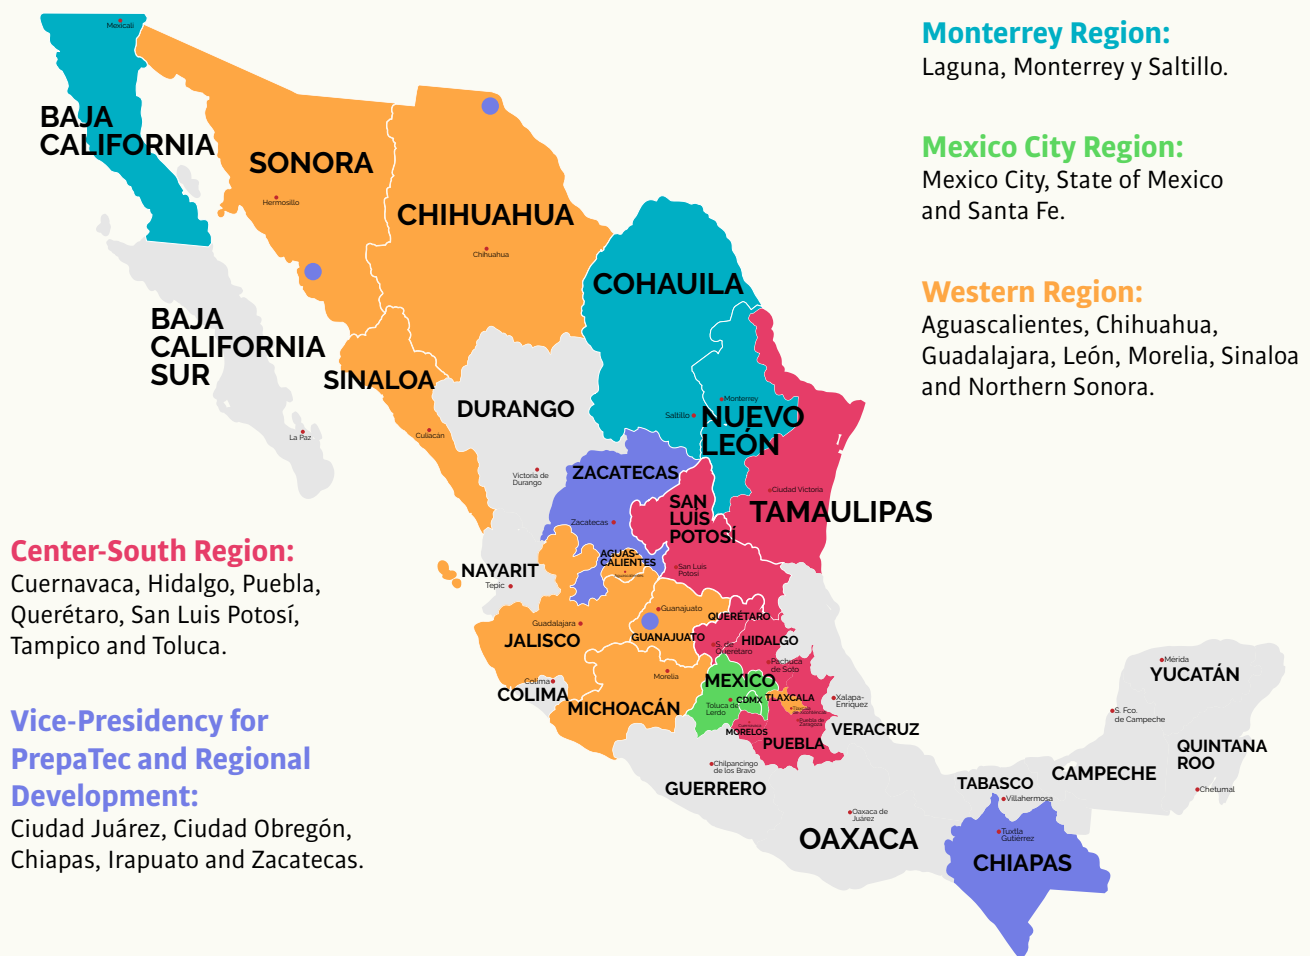 Mexicali
BAJA
CALIFORNIA
SONORA
Hermosillo
CHIHUAHUA
Chihuahua
COHAUILA
BAJA
CALIFORNIA
SUR
La Paz
SINALOA
Culiacán
DURANGO
Victoria de
Durango
Monterrey
Saltillo
NUEVO
LEÓN
ZACATECAS
Zacatecas
SAN
LUÍS
POTOSÍ
San Luis
Potosí
Ciudad Victoria
TAMAULIPAS
AGUAS-
CALIENTES
NAYARIT
Tepic
Guadalajara
JALISCO
Guanajuato
GUANAJUATO
QUERÉTARO
S. de
Querétaro
HIDALGO
Pachuca
de Soto
Colima
COLIMA
Morelia
MICHOACÁN
MEXICO
Toluca de
Lerdo
CDMX
TLAXCALA
MORELOS
Puebla de
Zaragoza
PUEBLA
Xalapa-
Enríquez
VERACRUZ
Chilpancingo
de los Bravo
GUERRERO
Oaxaca de
Juárez
OAXACA
TABASCO
Villahermosa
Tuxtla
Gutiérrez
CHIAPAS
CAMPECHE
S. Fco.
de Campeche
Mérida
YUCATÁN
QUINTANA
ROO
Chetumal
Monterrey Region:
Laguna, Monterrey y Saltillo.
Mexico City Region:
Mexico City, State of Mexico
and Santa Fe.
Western Region:
Aguascalientes, Chihuahua,
Guadalajara, León, Morelia, Sinaloa
and Northern Sonora.
Center-South Region:
Cuernavaca, Hidalgo, Puebla,
Querétaro, San Luis Potosí,
Tampico and Toluca.
Vice-Presidency for
PrepaTec and Regional
Development:
Ciudad Juárez, Ciudad Obregón,
Chiapas, Irapuato and Zacatecas.